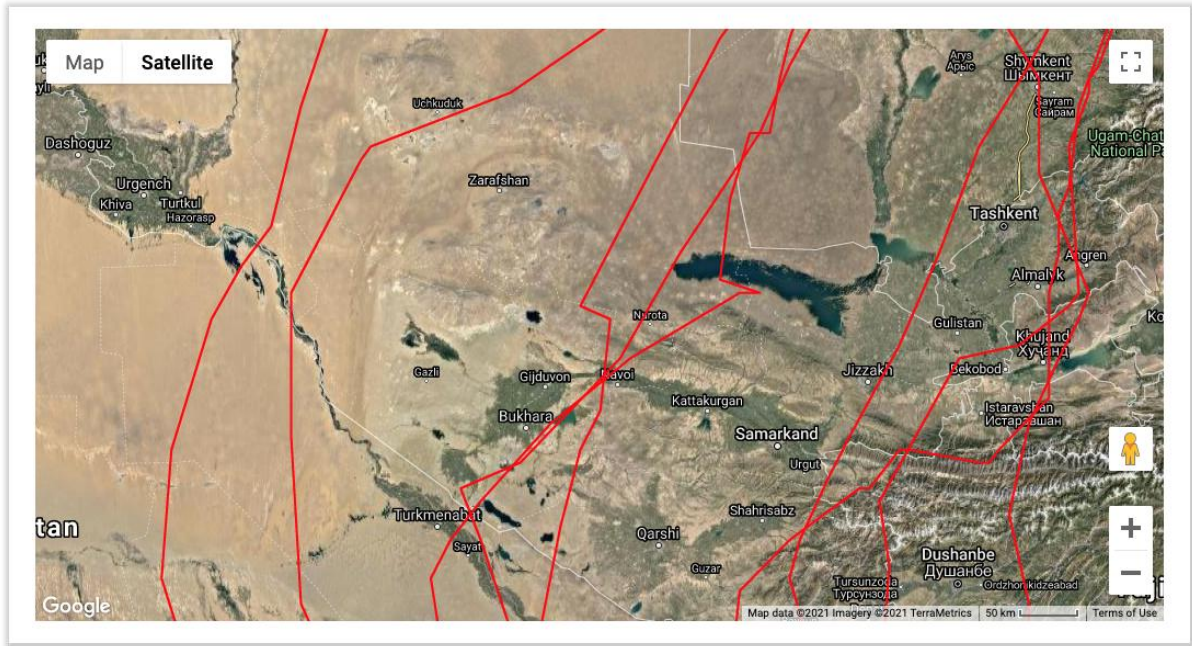 Map
Satellite
Arys
Арыс
Shymkent
Шымкент
Sayram
Сайрам
Uchkuduk
Dashoguz
Ugam-Chat
National Pa
Urgench
Khiva
Turtkul
Hazorasp
Zarafshan
Tashkent
Angren
Almalyk
Nurota
Gulistan
Ko
Khujand
Хуҷанд
Bekobod
Gazli
Gijduvon
Navoi
Jizzakh
Kattakurgan
Istaravshan
Истаравшан
Bukhara
Samarkand
Urgut
Turkmenabat
tan
Sayat
Shahrisabz
Qarshi
Guzar
Dushanbe
Душанбе
Tursunzoda
Турсунзода
Ordzhonikidzeabad
Google
Map data ©2021 Imagery ©2021 TerraMetrics
50 km
Terms of Use